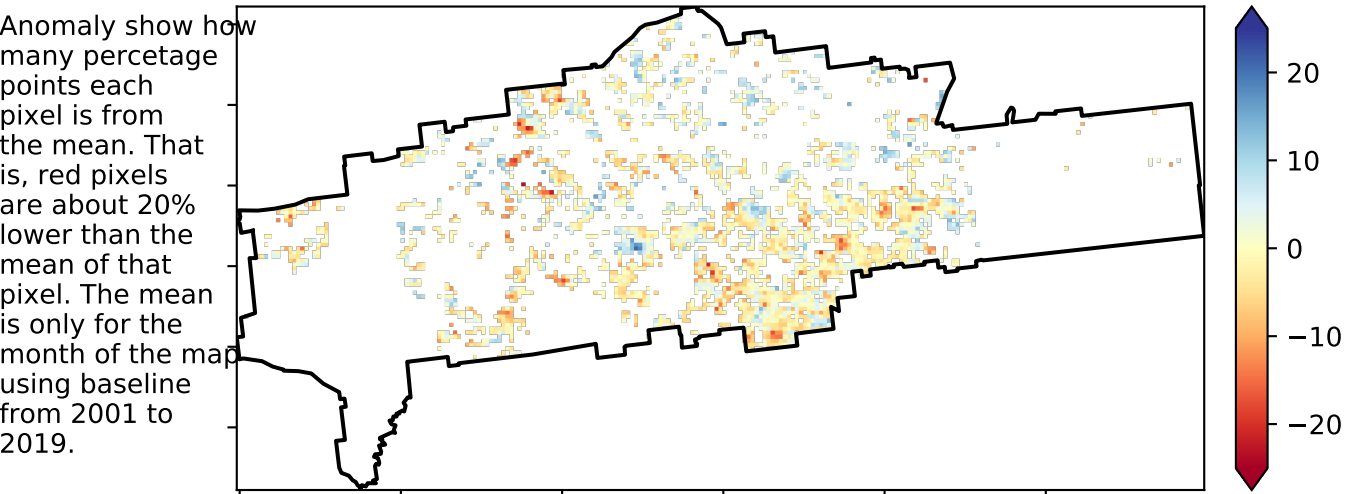 Anomaly show how
many percetage
points each
pixel is from
the mean. That
is, red pixels
are about 20%
lower than the
mean of that
pixel. The mean
is only for the
month of the map
using baseline
from 2001 to
2019.
20
10
0
−10
−20